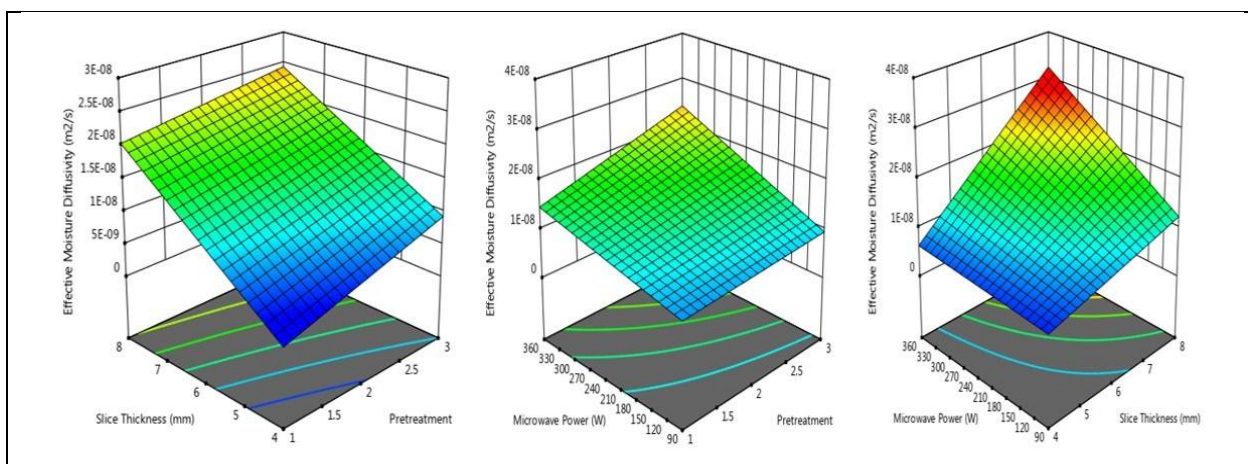 Effective Moisture Diffusivity (m2/s)
3E-08
2.5E-08
2E-08
1.5E-08
1E-08
5E-09
0
8
7
6
5
4
Slice Thickness (mm)
1
1.5
2
2.5
3
Pretreatment
Effective Moisture Diffusivity (m2/s)
4E-08
3E-08
2E-08
1E-08
0
360
330
300
270
240
210
180
150
120
90
Microwave Power (W)
1
1.5
2
2.5
3
Pretreatment
Effective Moisture Diffusivity (m2/s)
4E-08
3E-08
2E-08
1E-08
0
360
330
300
270
240
210
180
150
120
90
Microwave Power (W)
4
5
6
7
8
Slice Thickness (mm)